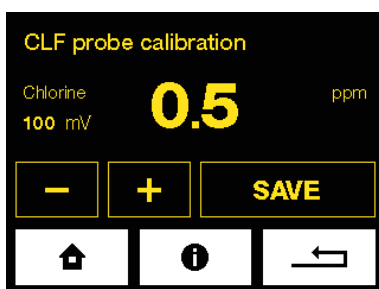 CLF probe calibration
Chlorine
100 mV
0.5
ppm
− + SAVE